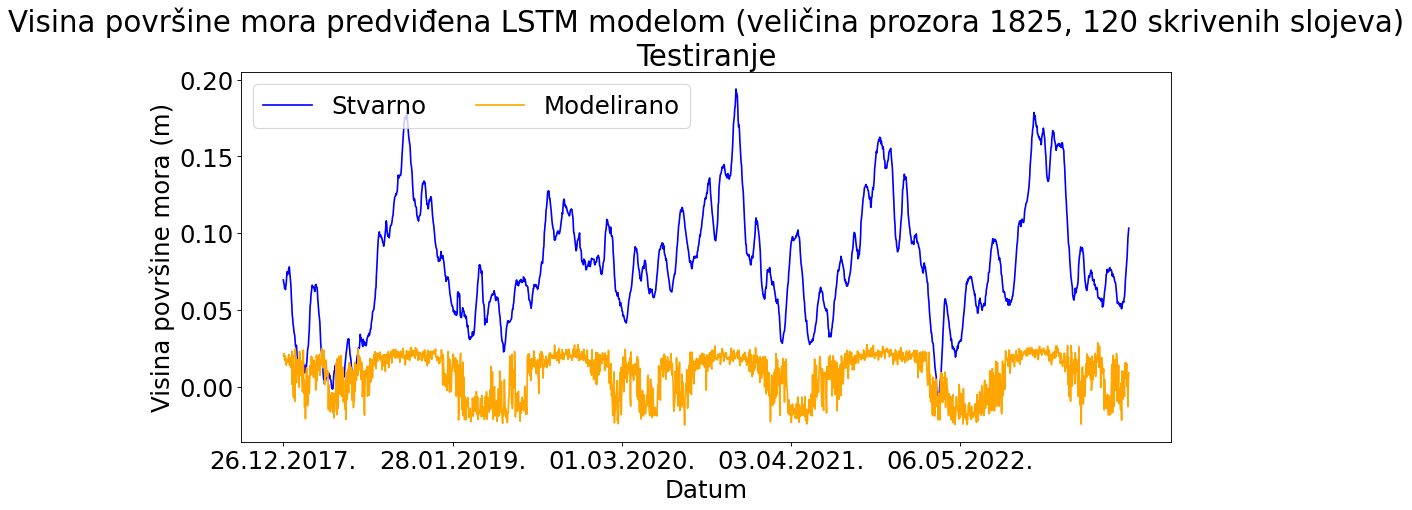 Visina površine mora predviđena LSTM modelom (veličina prozora 1825, 120 skrivenih slojeva)
Testiranje
Stvarno Modelirano
Visina površine mora (m)
0.20
0.15
0.10
0.05
0.00
26.12.2017. 28.01.2019. 01.03.2020. 03.04.2021. 06.05.2022.
Datum